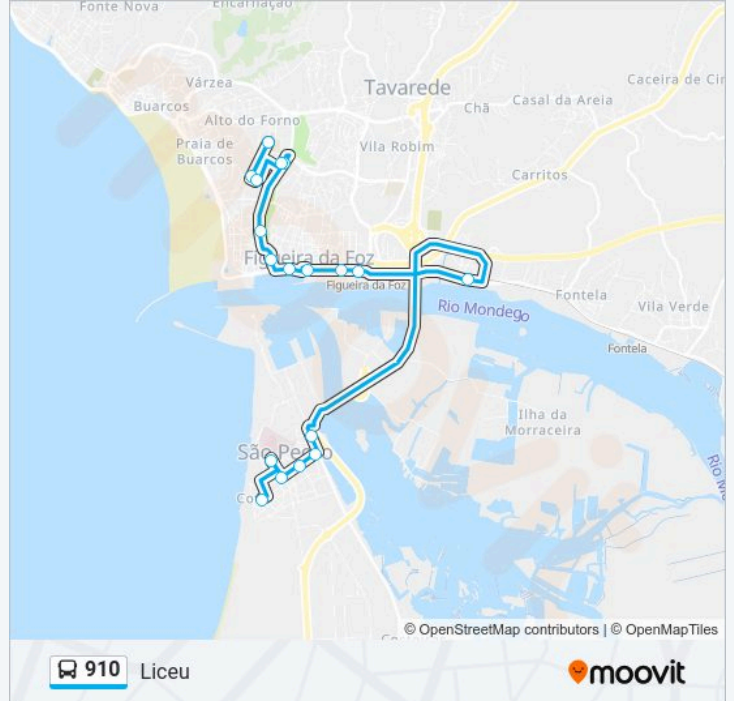 Fonte Nova
Encarnação
Várzea
Tavarede
Caceira de Cir
Buarcos
Chã
Casal da Areia
Alto do Forno
Praia de
Buarcos
Vila Robim
Carritos
Figueira da Foz
Figueira da Foz
Fontela
Rio Mondego
Vila Verde
Fontela
Ilha da
Morraceira
São Pedro
Rio M
Co
© OpenStreetMap contributors | © OpenMapTiles
910 Liceu
moovit